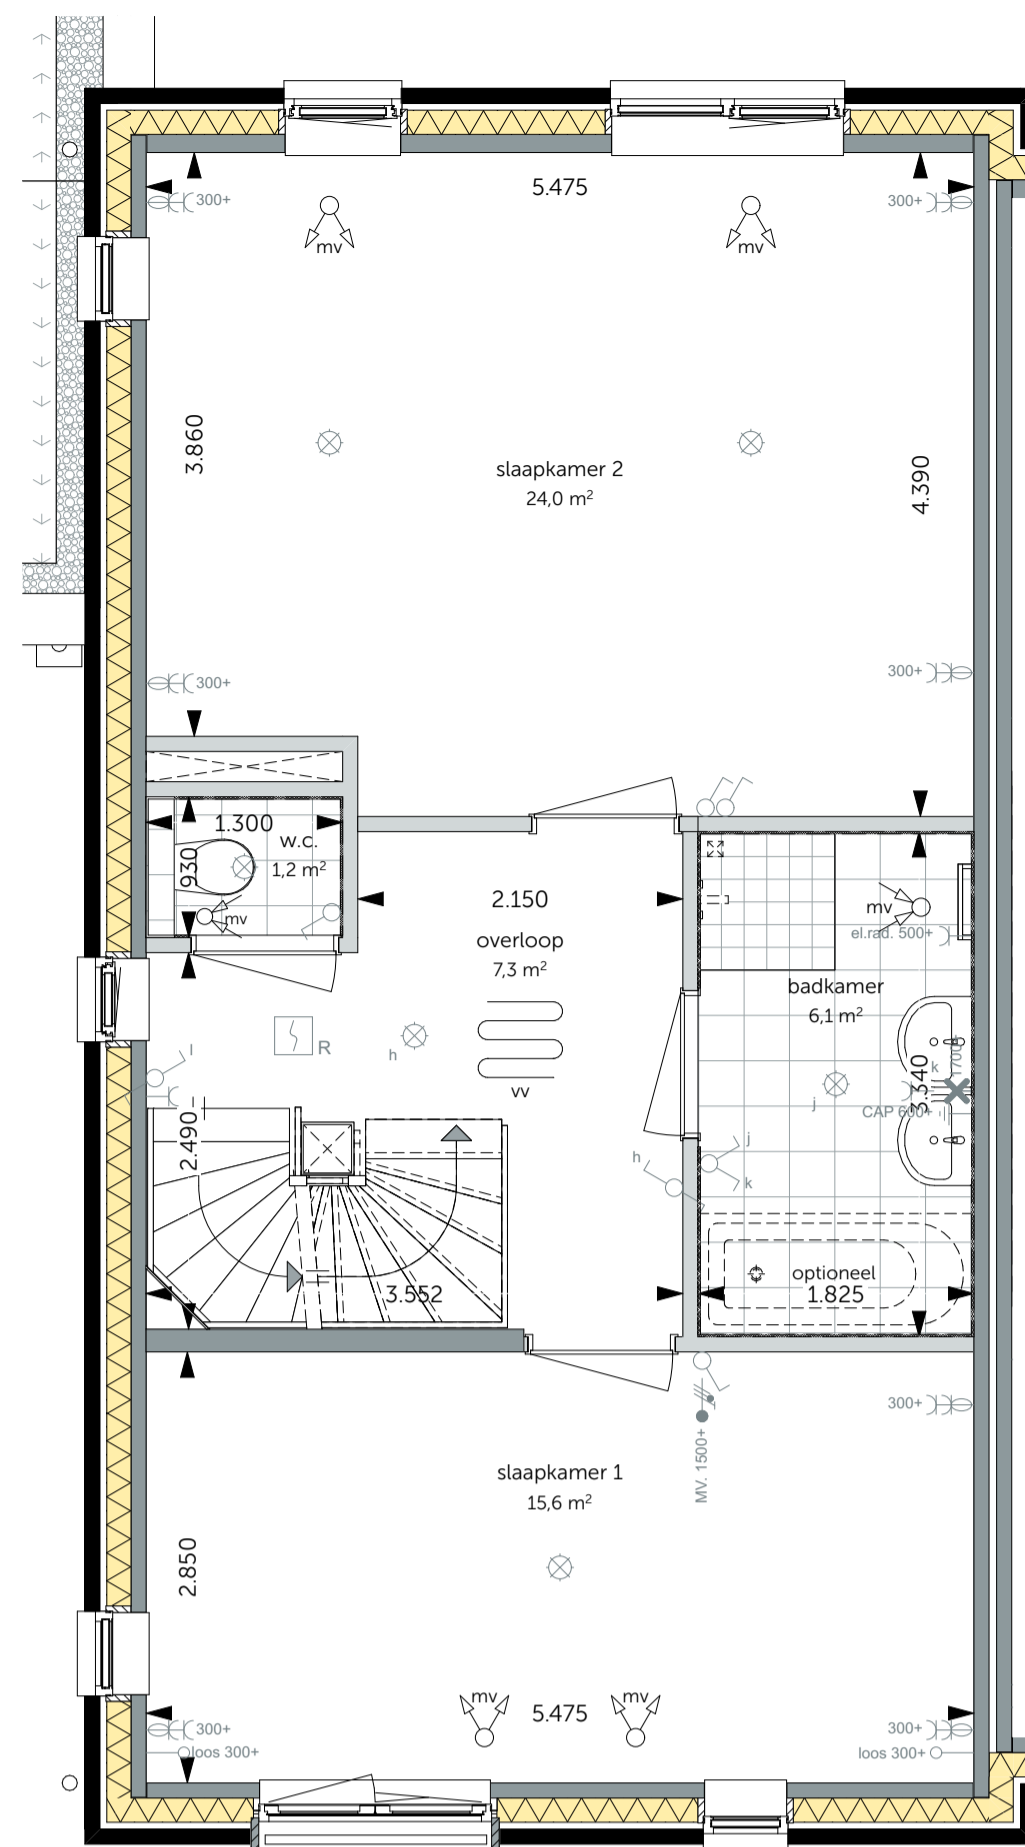 5.475
300+
300+
mv
mv
3.860
slaapkamer 2
24,0 m²
4.390
300+
300+
1.300
w.c.
930
1,2 m²
mv
2.150
overloop
7,3 m²
mv
el.rad. 500+
badkamer
6,1 m²
R
h
vv
l
3.340
k
1700+
j
CAP 600+
2.490
h
j
k
optioneel
3.552
1.825
300+
MV. 1500+
slaapkamer 1
15,6 m²
2.850
mv
mv
5.475
300+
300+
loos 300+
loos 300+